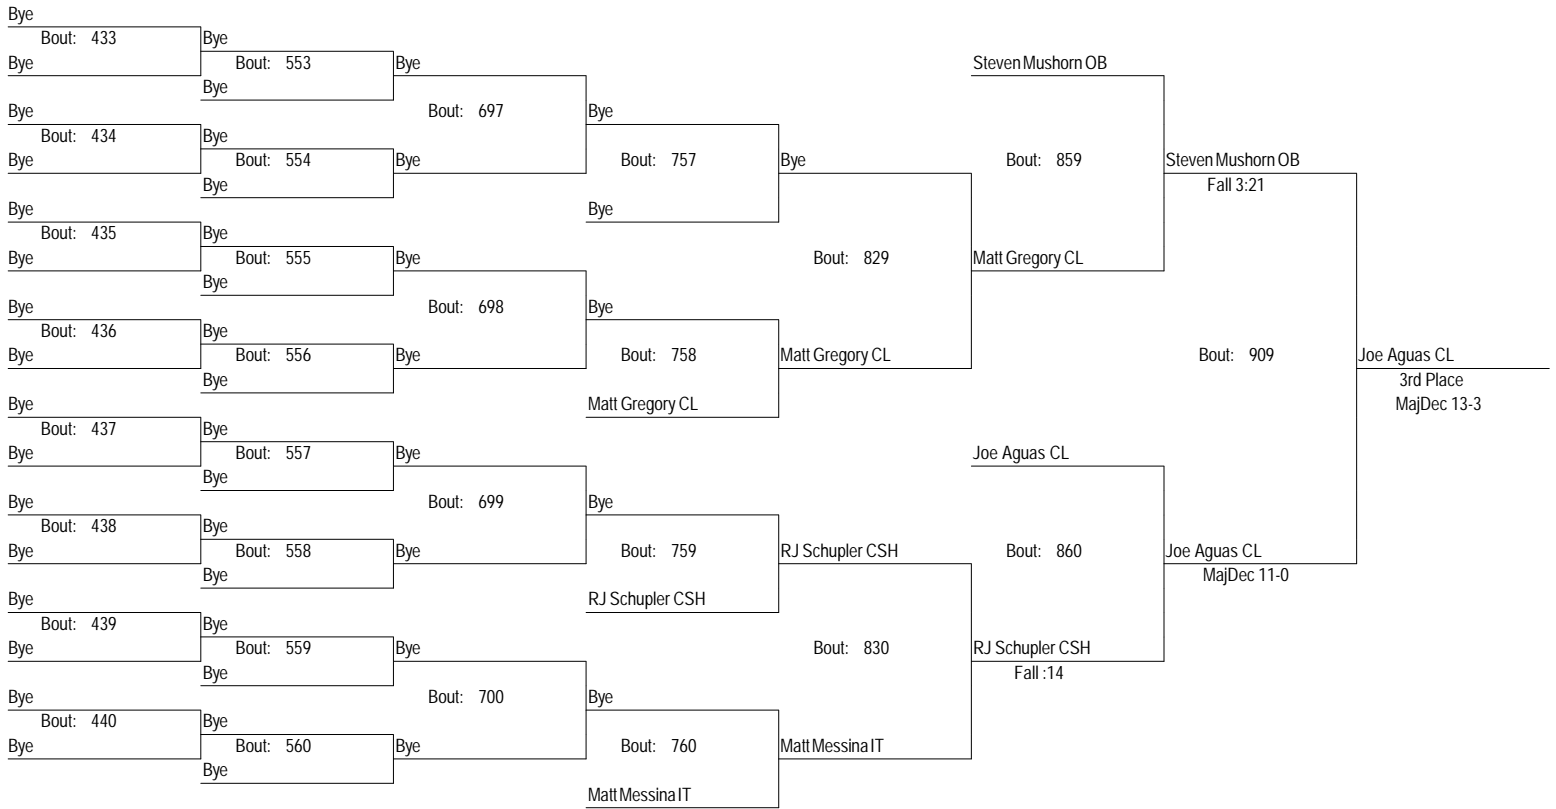 Bye
Bout: 433
Bye
Bye
Bout: 434
Bye
Bye
Bout: 435
Bye
Bye
Bout: 436
Bye
Bye
Bout: 437
Bye
Bye
Bout: 438
Bye
Bye
Bout: 439
Bye
Bye
Bout: 440
Bye
Bye
Bout: 553
Bye
Bye
Bout: 554
Bye
Bye
Bout: 555
Bye
Bye
Bout: 556
Bye
Bye
Bout: 557
Bye
Bye
Bout: 558
Bye
Bye
Bout: 559
Bye
Bye
Bout: 560
Bye
Bye
Bout: 697
Bye
Bye
Bout: 698
Bye
Bye
Bout: 699
Bye
Bye
Bout: 700
Bye
Bye
Bout: 757
Bye
Bye
Bout: 758
Matt Gregory CL
Bye
Bout: 759
RJ Schupler CSH
Bye
Bout: 760
Matt Messina IT
Bye
Bout: 829
Matt Gregory CL
RJ Schupler CSH
Bout: 830
Matt Messina IT
Steven Mushorn OB
Bout: 859
Matt Gregory CL
Joe Aguas CL
Bout: 860
RJ Schupler CSH
Fall :14
Steven Mushorn OB
Fall 3:21
Bout: 909
Joe Aguas CL
MajDec 11-0
Joe Aguas CL
3rd Place
MajDec 13-3